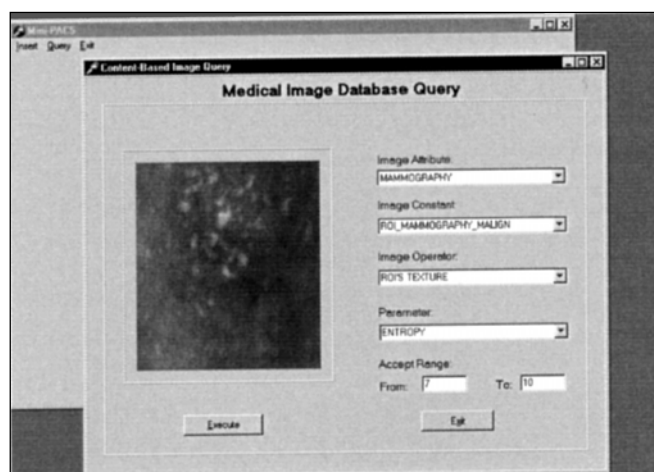 Mini-PACS
Insert Query Exit
Content-Based Image Query
Medical Image Database Query
Image Attribute:
MAMMOGRAPHY
Image Constant:
ROI_MAMMOGRAPHY_MALIGN
Image Operator:
ROI'S TEXTURE
Parameter:
ENTROPY
Accept Range:
From: 7 To: 10
Execute Exit